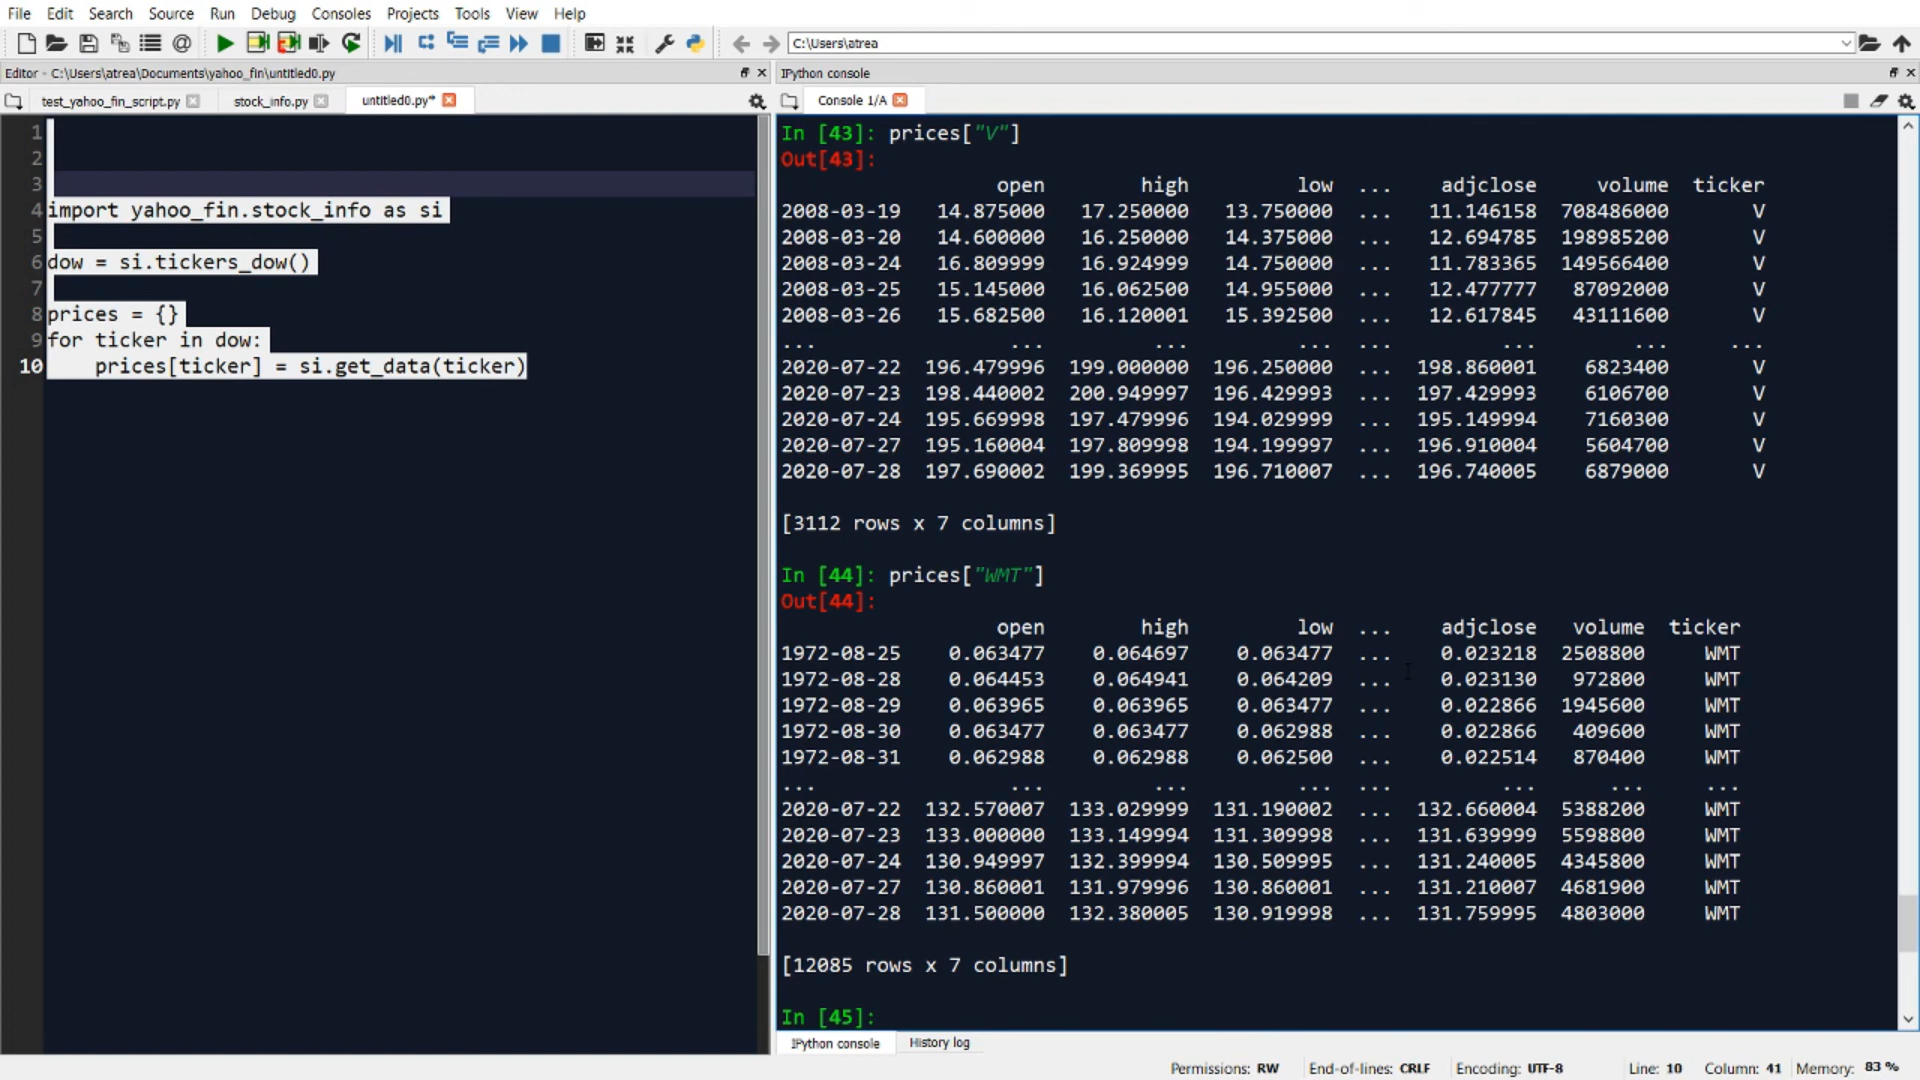 File Edit Search Source Run Debug Consoles Projects Tools View Help
C:\Users\atrea
Editor - C:\Users\atrea\Documents\yahoo_fin\untitled0.py
test_yahoo_fin_script.py stock_info.py untitled0.py*
1
2
3
4 import yahoo_fin.stock_info as si
5
6 dow = si.tickers_dow()
7
8 prices = {}
9 for ticker in dow:
10 prices[ticker] = si.get_data(ticker)
IPython console
Console 1/A
In [43]: prices["V"]
Out[43]:
open high low ... adjclose volume ticker
2008-03-19 14.875000 17.250000 13.750000 ... 11.146158 708486000 V
2008-03-20 14.600000 16.250000 14.375000 ... 12.694785 198985200 V
2008-03-24 16.809999 16.924999 14.750000 ... 11.783365 149566400 V
2008-03-25 15.145000 16.062500 14.955000 ... 12.477777 87092000 V
2008-03-26 15.682500 16.120001 15.392500 ... 12.617845 43111600 V
... ... ... ... ... ... ... ...
2020-07-22 196.479996 199.000000 196.250000 ... 198.860001 6823400 V
2020-07-23 198.440002 200.949997 196.429993 ... 197.429993 6106700 V
2020-07-24 195.669998 197.479996 194.029999 ... 195.149994 7160300 V
2020-07-27 195.160004 197.809998 194.199997 ... 196.910004 5604700 V
2020-07-28 197.690002 199.369995 196.710007 ... 196.740005 6879000 V
[3112 rows x 7 columns]
In [44]: prices["WMT"]
Out[44]:
open high low ... adjclose volume ticker
1972-08-25 0.063477 0.064697 0.063477 ... 0.023218 2508800 WMT
1972-08-28 0.064453 0.064941 0.064209 ... 0.023130 972800 WMT
1972-08-29 0.063965 0.063965 0.063477 ... 0.022866 1945600 WMT
1972-08-30 0.063477 0.063477 0.062988 ... 0.022866 409600 WMT
1972-08-31 0.062988 0.062988 0.062500 ... 0.022514 870400 WMT
... ... ... ... ... ... ... ...
2020-07-22 132.570007 133.029999 131.190002 ... 132.660004 5388200 WMT
2020-07-23 133.000000 133.149994 131.309998 ... 131.639999 5598800 WMT
2020-07-24 130.949997 132.399994 130.509995 ... 131.240005 4345800 WMT
2020-07-27 130.860001 131.979996 130.860001 ... 131.210007 4681900 WMT
2020-07-28 131.500000 132.380005 130.919998 ... 131.759995 4803000 WMT
[12085 rows x 7 columns]
In [45]:
IPython console History log
Permissions: RW End-of-lines: CRLF Encoding: UTF-8 Line: 10 Column: 41 Memory: 83 %